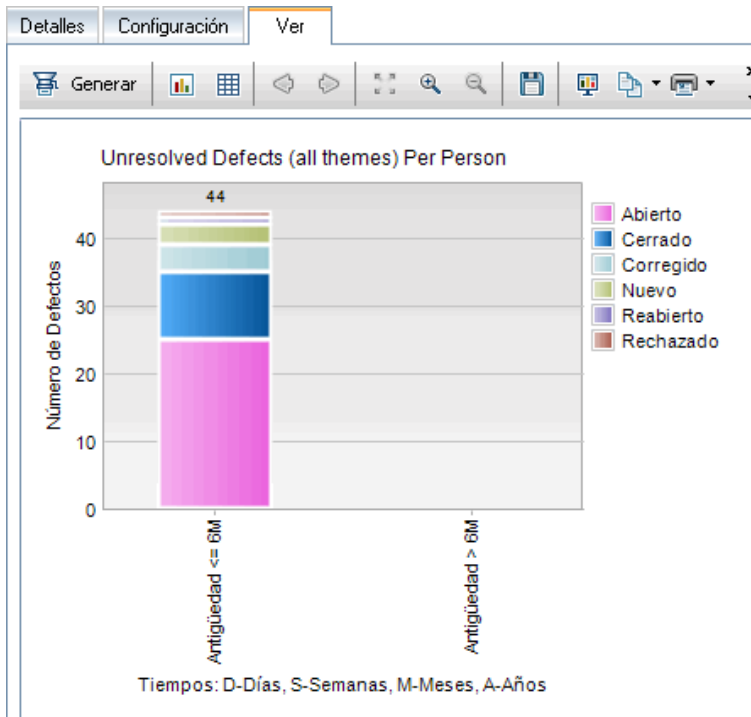 Detalles
Configuración
Ver
Generar
Unresolved Defects (all themes) Per Person
44
40
30
20
10
0
Número de Defectos
Abierto
Cerrado
Corregido
Nuevo
Reabierto
Rechazado
Antigüedad <= 6M
Antigüedad > 6M
Tiempos: D-Días, S-Semanas, M-Meses, A-Años